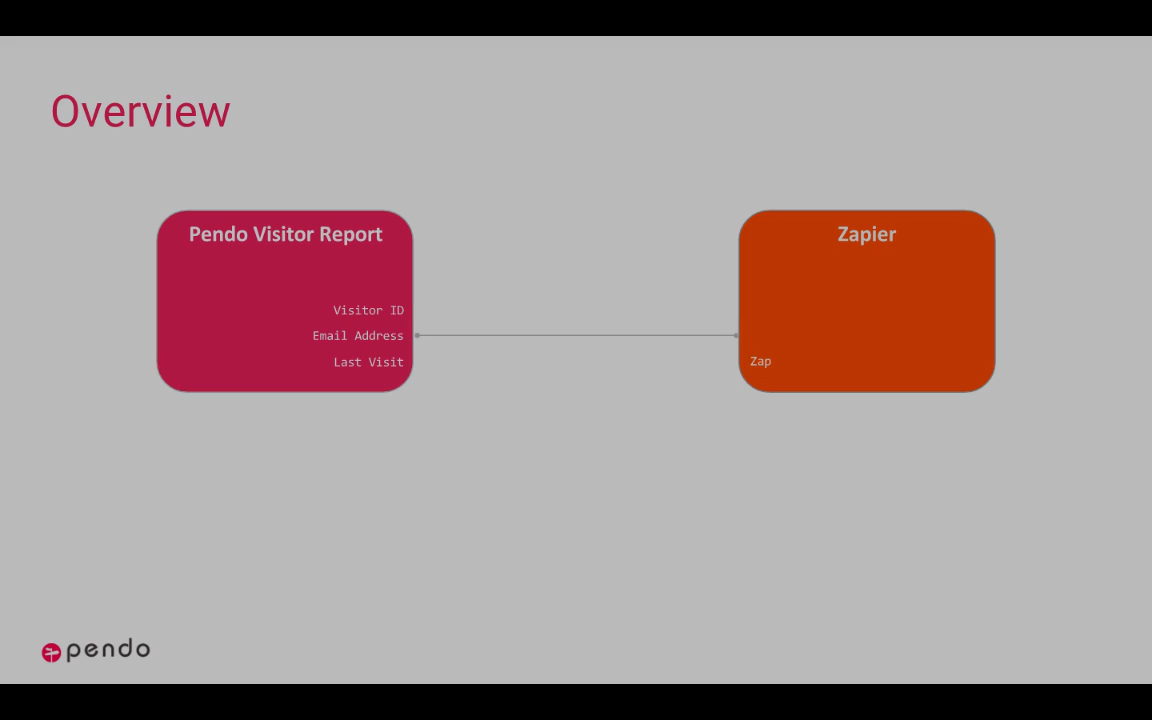 Overview
Pendo Visitor Report
Visitor ID
Email Address
Last Visit
Zapier
Zap
pendo